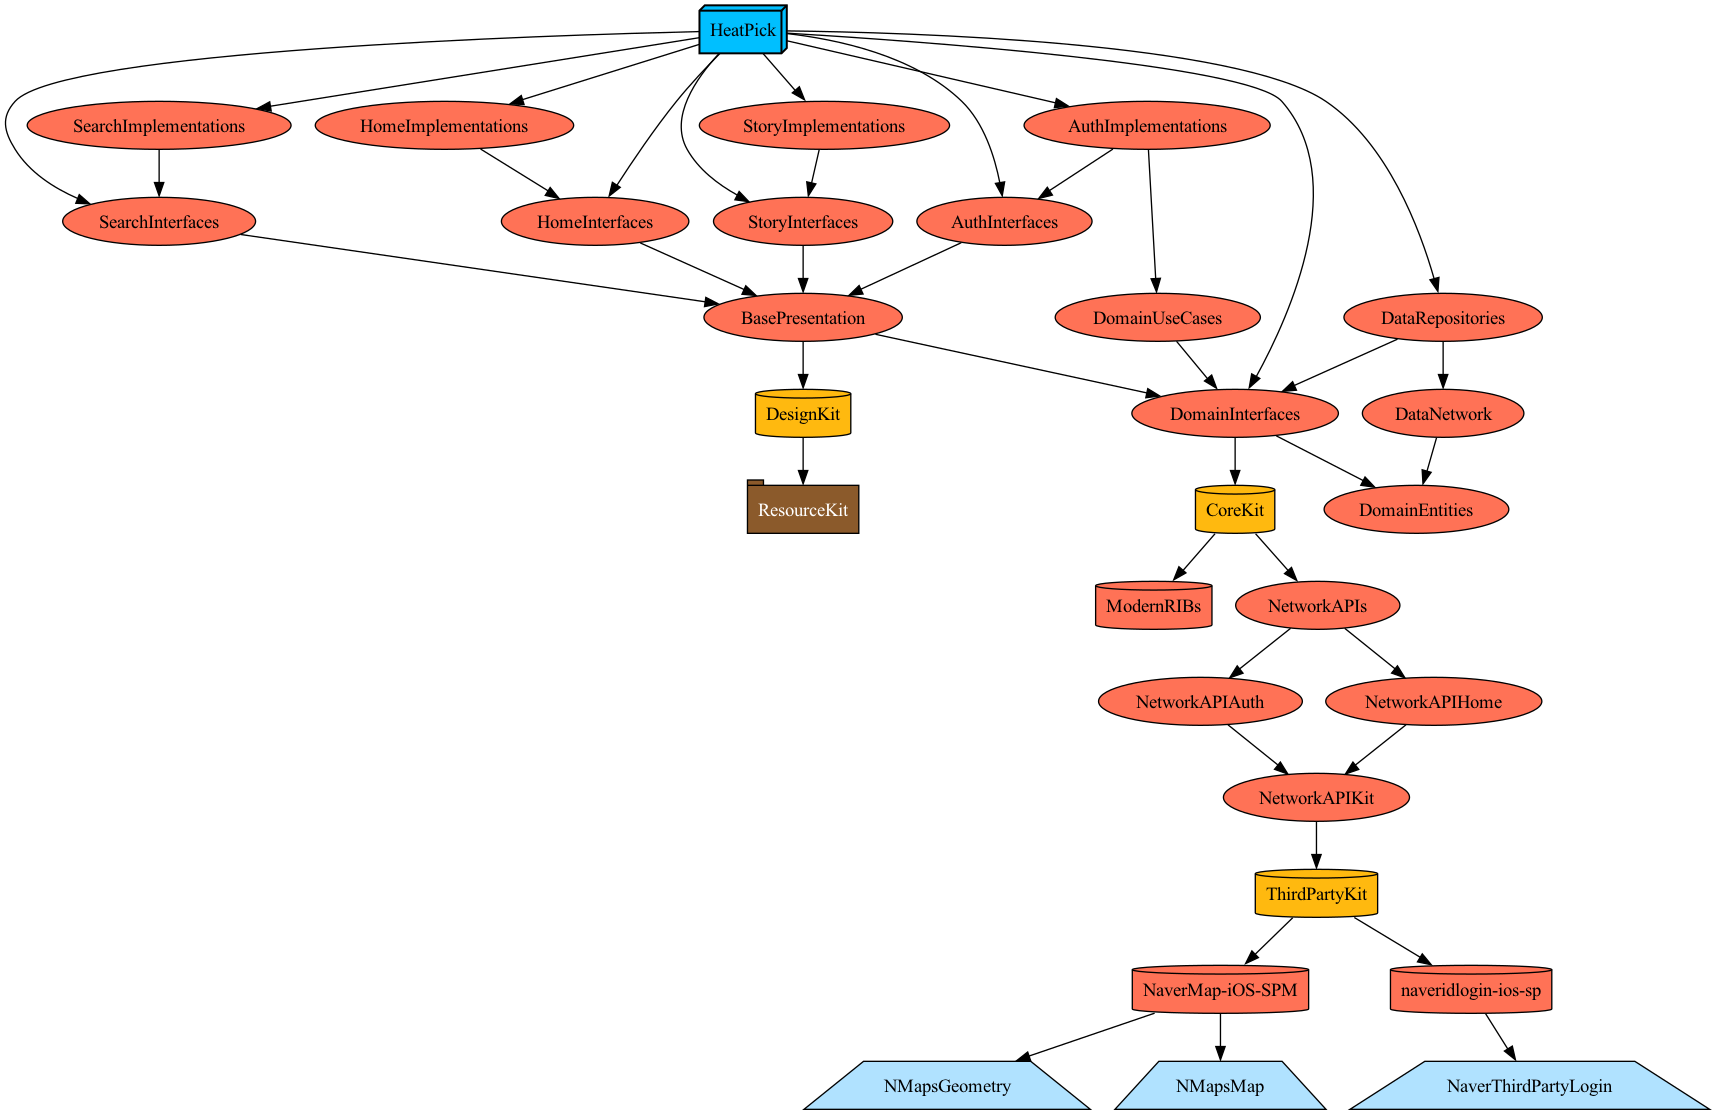 HeatPick
SearchImplementations
HomeImplementations
StoryImplementations
AuthImplementations
SearchInterfaces
HomeInterfaces
StoryInterfaces
AuthInterfaces
BasePresentation
DomainUseCases
DataRepositories
DesignKit
DomainInterfaces
DataNetwork
ResourceKit
CoreKit
DomainEntities
ModernRIBs
NetworkAPIs
NetworkAPIAuth
NetworkAPIHome
NetworkAPIKit
ThirdPartyKit
NaverMap-iOS-SPM
naveridlogin-ios-sp
NMapsGeometry
NMapsMap
NaverThirdPartyLogin